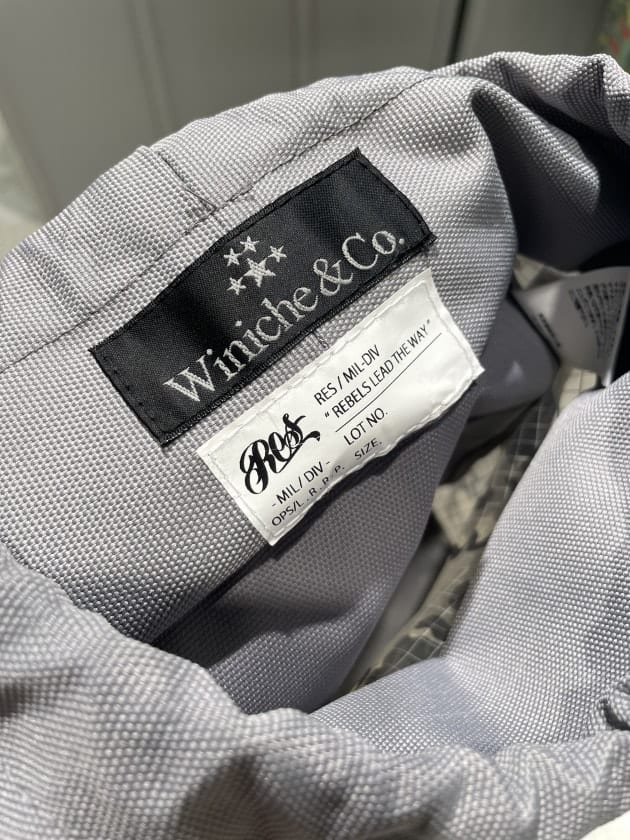 Winiche & Co.
Res
RES / MIL-DIV
" REBELS LEAD THE WAY "
LOT NO.
- MIL / DIV -
OPS/L . R . P . P. SIZE.